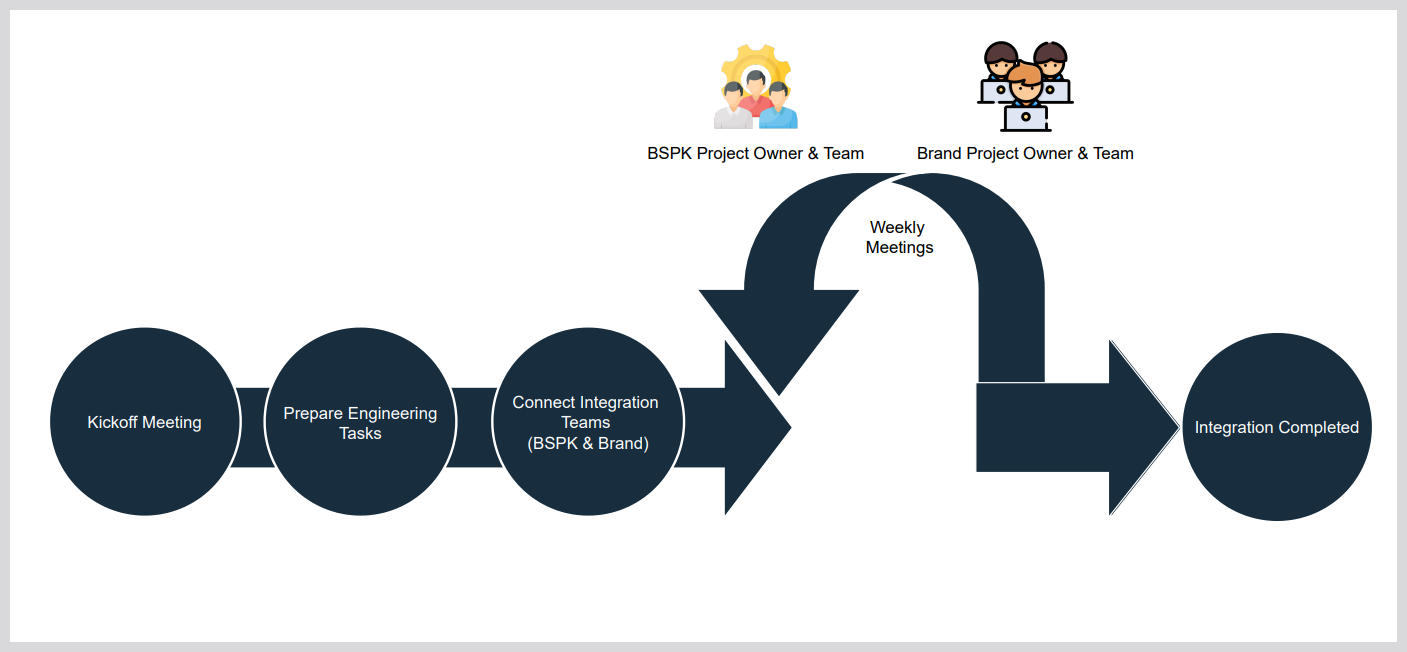 BSPK Project Owner & Team
Brand Project Owner & Team
Weekly
Meetings
Kickoff Meeting
Prepare Engineering
Tasks
Connect Integration
Teams
(BSPK & Brand)
Integration Completed